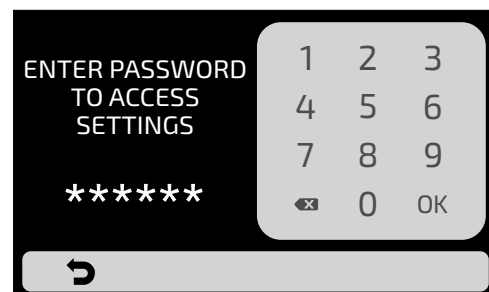 ENTER PASSWORD
TO ACCESS
SETTINGS
******
1 2 3
4 5 6
7 8 9
0 OK